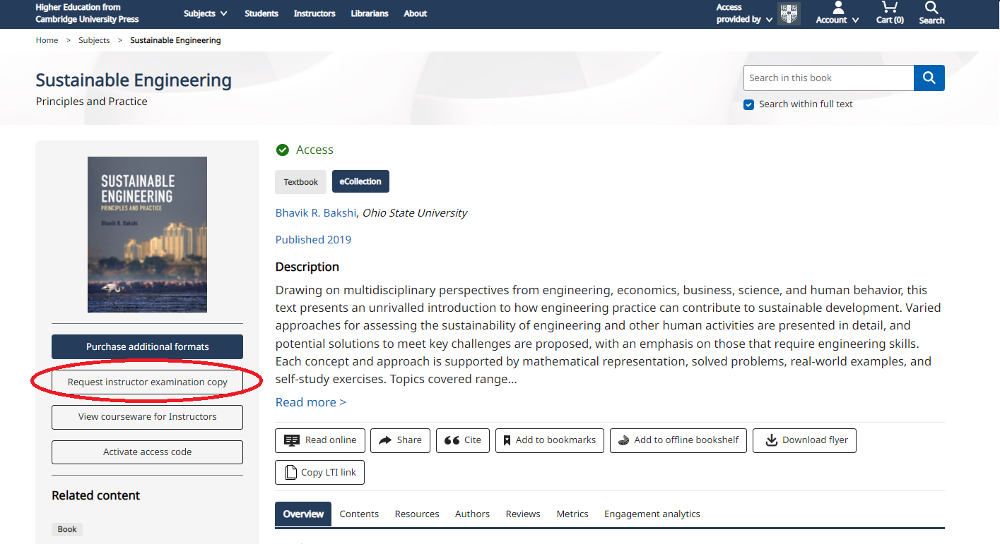 Higher Education from
Cambridge University Press
Subjects
Students
Instructors
Librarians
About
Access
provided by
Account
Cart (0)
Search
Home > Subjects > Sustainable Engineering
Sustainable Engineering
Principles and Practice
Search in this book
Search within full text
SUSTAINABLE
ENGINEERING
PRINCIPLES AND PRACTICE
Bhavik R. Bakshi
Purchase additional formats
Request instructor examination copy
View courseware for Instructors
Activate access code
Related content
Book
Access
Textbook
eCollection
Bhavik R. Bakshi, Ohio State University
Published 2019
Description
Drawing on multidisciplinary perspectives from engineering, economics, business, science, and human behavior, this
text presents an unrivalled introduction to how engineering practice can contribute to sustainable development. Varied
approaches for assessing the sustainability of engineering and other human activities are presented in detail, and
potential solutions to meet key challenges are proposed, with an emphasis on those that require engineering skills.
Each concept and approach is supported by mathematical representation, solved problems, real-world examples, and
self-study exercises. Topics covered range...
Read more >
Read online
Share
Cite
Add to bookmarks
Add to offline bookshelf
Download flyer
Copy LTI link
Overview
Contents
Resources
Authors
Reviews
Metrics
Engagement analytics